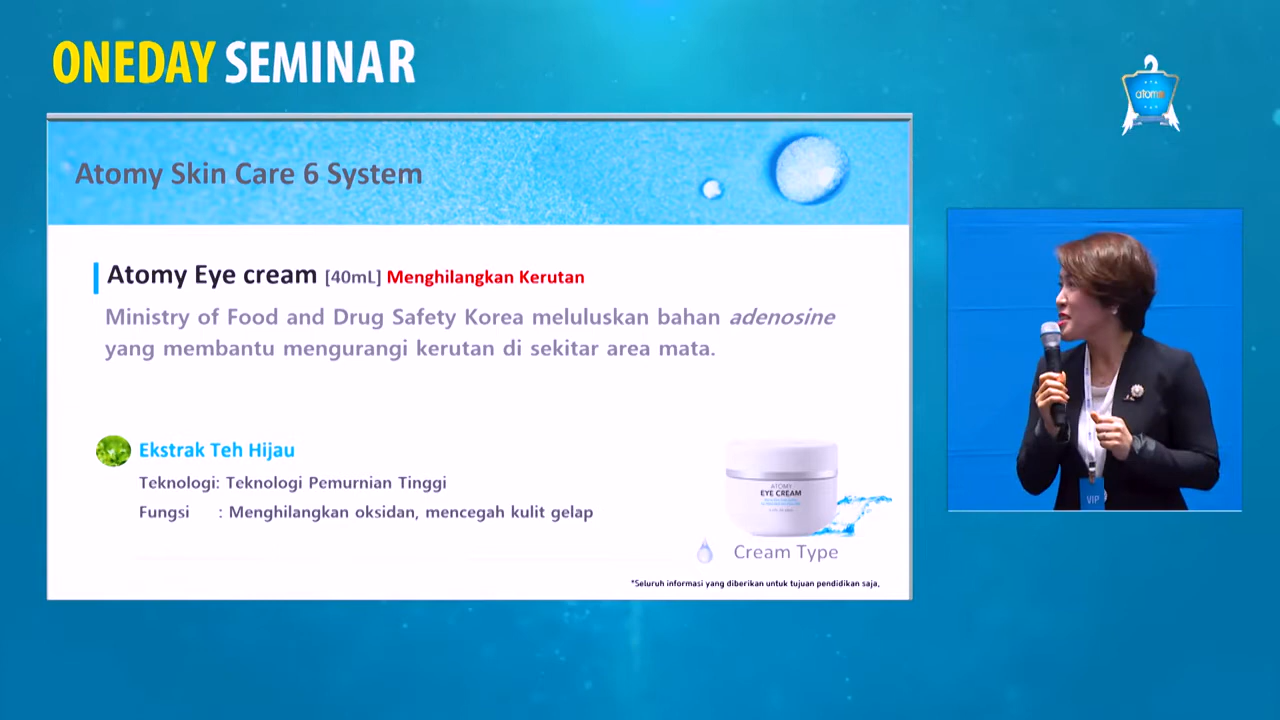 ONEDAY SEMINAR
atomy
Atomy Skin Care 6 System
Atomy Eye cream [40mL] Menghilangkan Kerutan
Ministry of Food and Drug Safety Korea meluluskan bahan adenosine
yang membantu mengurangi kerutan di sekitar area mata.
Ekstrak Teh Hijau
Teknologi: Teknologi Pemurnian Tinggi
Fungsi : Menghilangkan oksidan, mencegah kulit gelap
ATOMY
EYE CREAM
Cream Type
*Seluruh informasi yang diberikan untuk tujuan pendidikan saja.
VIP